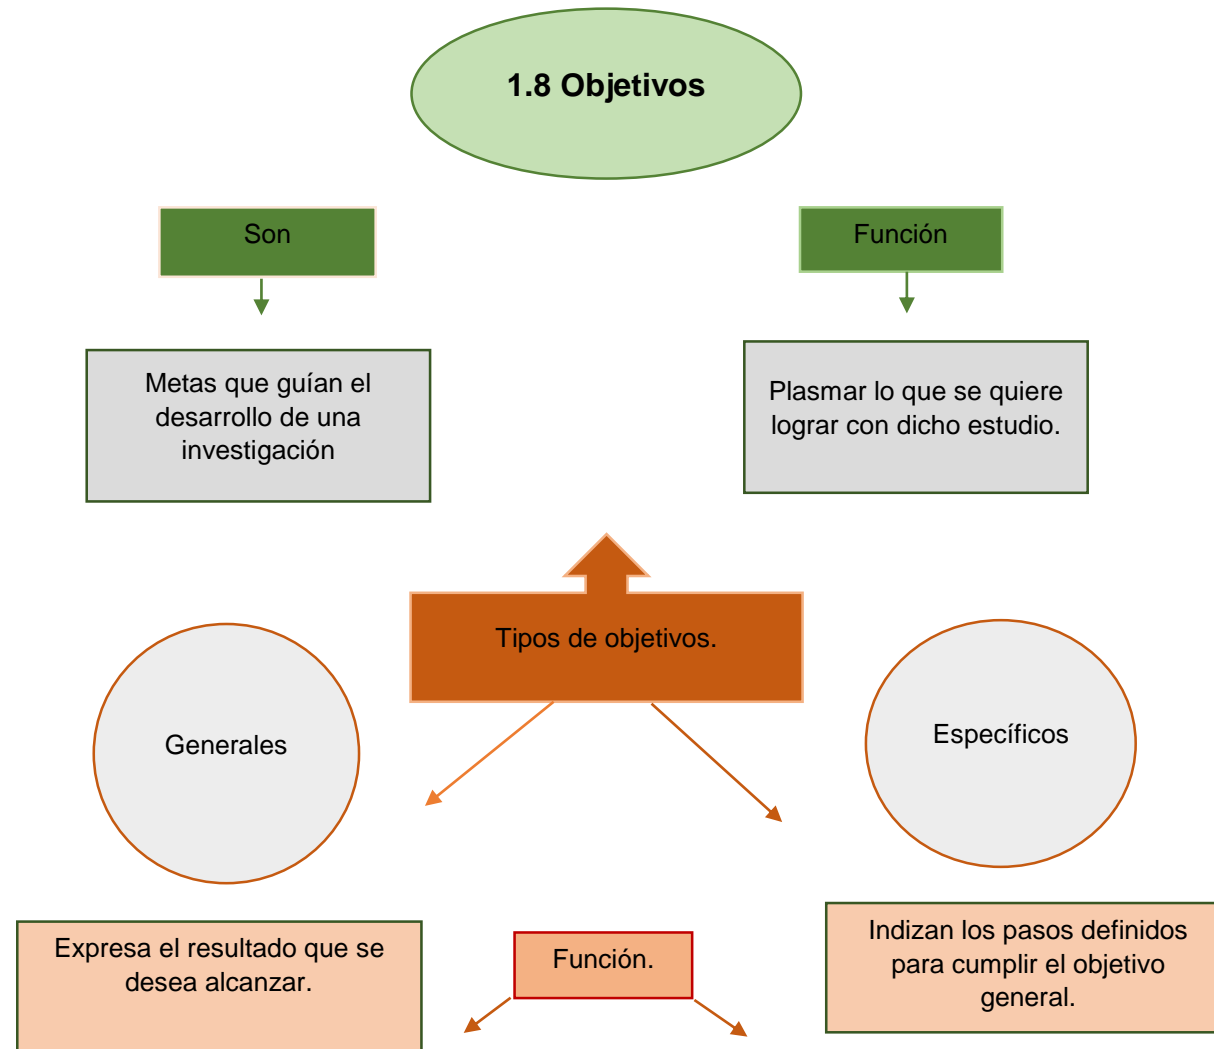 1.8 Objetivos
Son
Función
Metas que guían el
desarrollo de una
investigación
Plasmar lo que se quiere
lograr con dicho estudio.
Tipos de objetivos.
Generales
Específicos
Expresa el resultado que se
desea alcanzar.
Función.
Indizan los pasos definidos
para cumplir el objetivo
general.